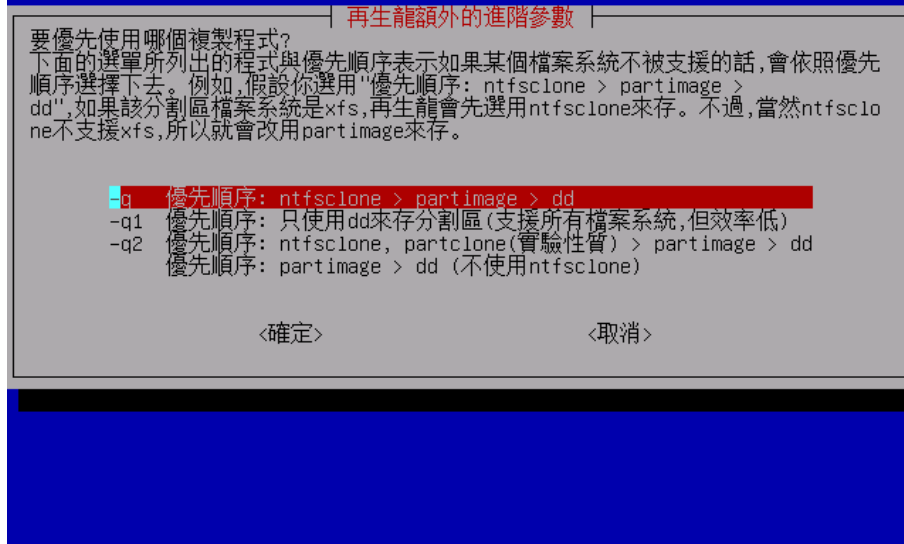 再生龍額外的進階參數
要優先使用哪個複製程式?
下面的選單所列出的程式與優先順序表示如果某個檔案系統不被支援的話,會依照優先
順序選擇下去。例如,假設你選用"優先順序: ntfsclone > partimage >
dd",如果該分割區檔案系統是xfs,再生龍會先選用ntfsclone來存。不過,當然ntfsclo
ne不支援xfs,所以就會改用partimage來存。
-q 優先順序: ntfsclone > partimage > dd
-q1 優先順序: 只使用dd來存分割區(支援所有檔案系統,但效率低)
-q2 優先順序: ntfsclone, partclone(實驗性質) > partimage > dd
優先順序: partimage > dd (不使用ntfsclone)
<確定> <取消>